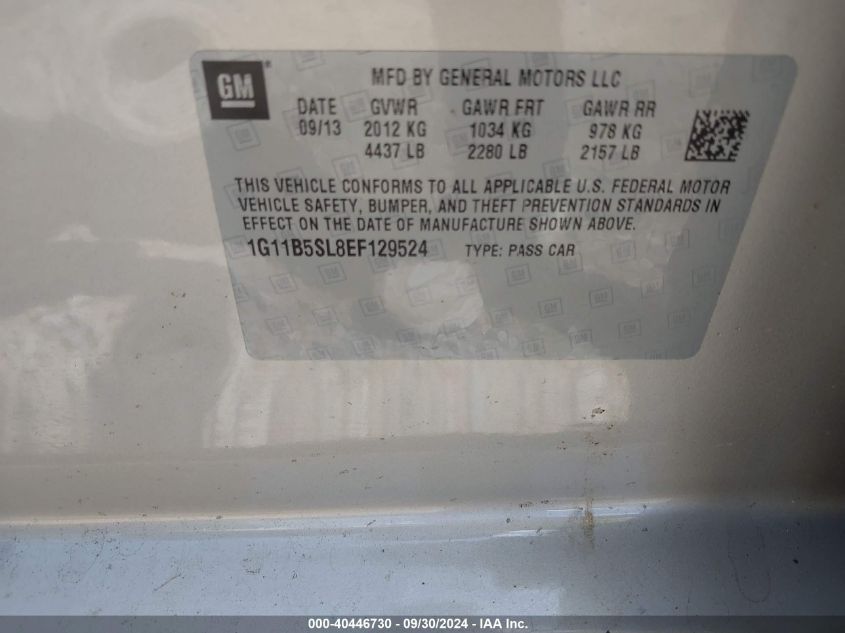 GM
MFD BY GENERAL MOTORS LLC
DATE GVWR GAWR FRT GAWR RR
09/13 2012 KG 1034 KG 978 KG
4437 LB 2280 LB 2157 LB
THIS VEHICLE CONFORMS TO ALL APPLICABLE U.S. FEDERAL MOTOR
VEHICLE SAFETY, BUMPER, AND THEFT PREVENTION STANDARDS IN
EFFECT ON THE DATE OF MANUFACTURE SHOWN ABOVE.
1G11B5SL8EF129524 TYPE: PASS CAR
000-40446730 - 09/30/2024 - IAA Inc.